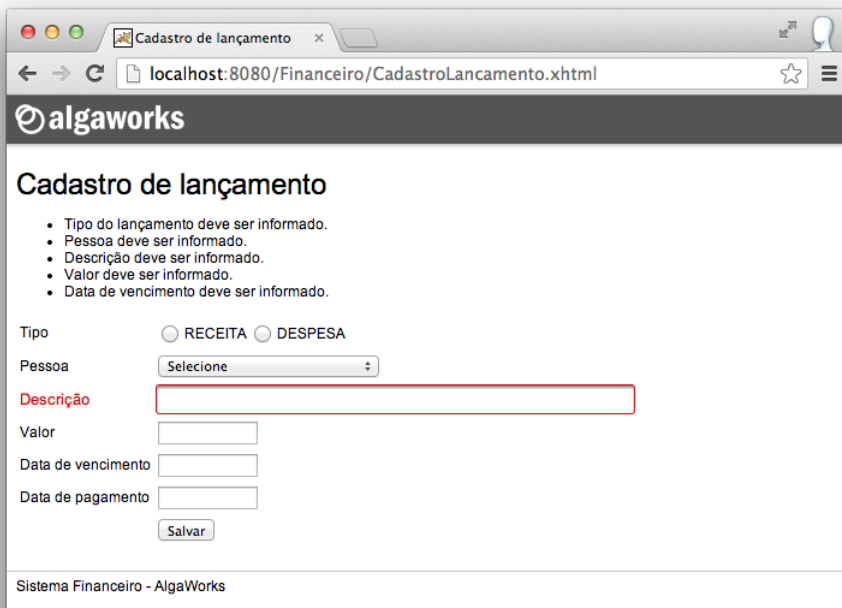 Cadastro de lançamento
localhost:8080/Financeiro/CadastroLancamento.xhtml
algaworks
Cadastro de lançamento
Tipo do lançamento deve ser informado.
Pessoa deve ser informado.
Descrição deve ser informado.
Valor deve ser informado.
Data de vencimento deve ser informado.
Tipo RECEITA DESPESA
Pessoa Selecione
Descrição
Valor
Data de vencimento
Data de pagamento
Salvar
Sistema Financeiro - AlgaWorks